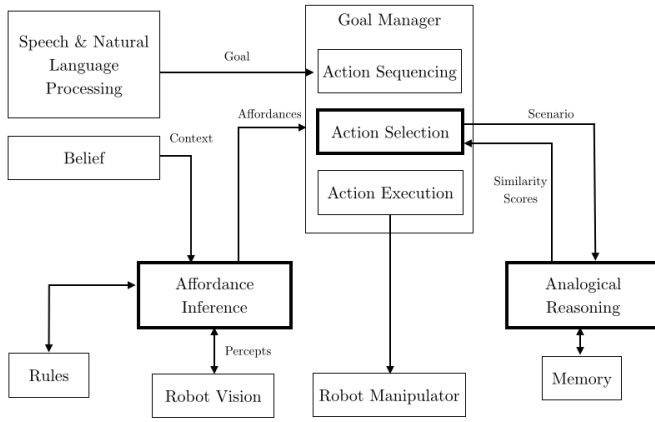 Goal Manager
Speech & Natural
Language
Processing
Goal
Action Sequencing
Affordances
Action Selection
Scenario
Context
Belief
Similarity
Scores
Action Execution
Affordance
Inference
Analogical
Reasoning
Percepts
Rules
Robot Vision
Robot Manipulator
Memory